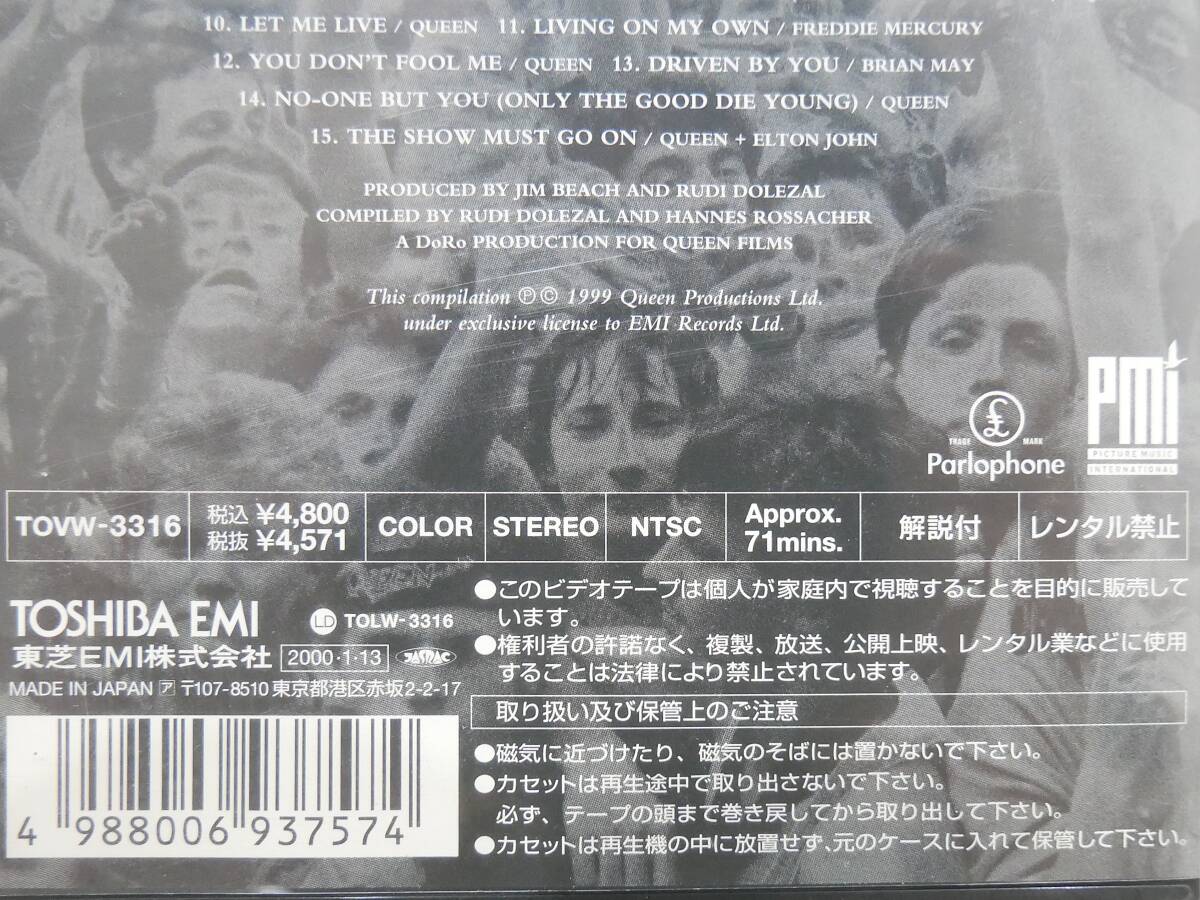 10. LET ME LIVE / QUEEN 11. LIVING ON MY OWN / FREDDIE MERCURY
12. YOU DON'T FOOL ME / QUEEN 13. DRIVEN BY YOU / BRIAN MAY
14. NO-ONE BUT YOU (ONLY THE GOOD DIE YOUNG) / QUEEN
15. THE SHOW MUST GO ON / QUEEN + ELTON JOHN
PRODUCED BY JIM BEACH AND RUDI DOLEZAL
COMPILED BY RUDI DOLEZAL AND HANNES ROSSACHER
A DoRo PRODUCTION FOR QUEEN FILMS
This compilation ℗© 1999 Queen Productions Ltd.
under exclusive license to EMI Records Ltd.
TRADE MARK
Parlophone
PMi
PICTURE MUSIC
INTERNATIONAL
TOVW-3316
税込 ¥4,800
税抜 ¥4,571
COLOR
STEREO
NTSC
Approx.
71mins.
解説付
レンタル禁止
TOSHIBA EMI
LD TOLW-3316
東芝EMI株式会社
2000・1・13
JASRAC
MADE IN JAPAN ア 〒107-8510 東京都港区赤坂2-2-17
4 988006 937574
●このビデオテープは個人が家庭内で視聴することを目的に販売して
います。
●権利者の許諾なく、複製、放送、公開上映、レンタル業などに使用
することは法律により禁止されています。
取り扱い及び保管上のご注意
●磁気に近づけたり、磁気のそばには置かないで下さい。
●カセットは再生途中で取り出さないで下さい。
必ず、テープの頭まで巻き戻してから取り出して下さい。
●カセットは再生機の中に放置せず、元のケースに入れて保管して下さい。